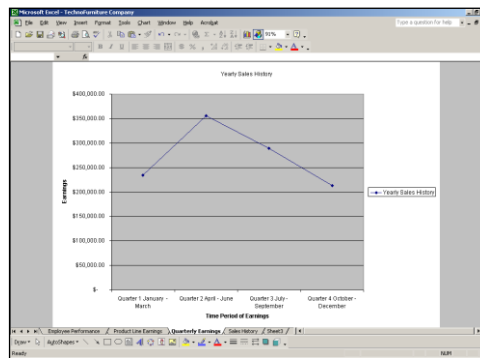 Microsoft Excel - TechnoFurniture Company
File Edit View Insert Format Tools Chart Window Help Acrobat
Type a question for help
91%
Yearly Sales History
$400,000.00
$350,000.00
$300,000.00
$250,000.00
$200,000.00
$150,000.00
$100,000.00
$50,000.00
$-
Earnings
Yearly Sales History
Quarter 1 January - March
Quarter 2 April - June
Quarter 3 July - September
Quarter 4 October - December
Time Period of Earnings
Employee Performance / Product Line Earnings \ Quarterly Earnings / Sales History / Sheet3 /
Draw AutoShapes
Ready
NUM